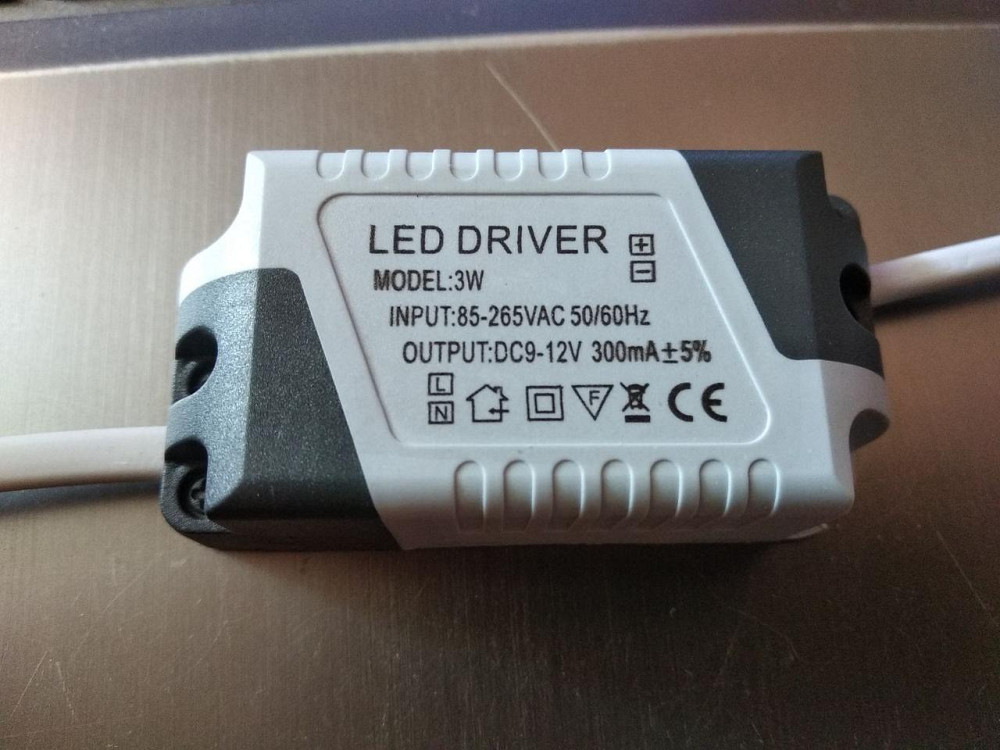 LED DRIVER
+
-
MODEL:3W
INPUT:85-265VAC 50/60Hz
OUTPUT:DC9-12V 300mA±5%
L
N
F
CE